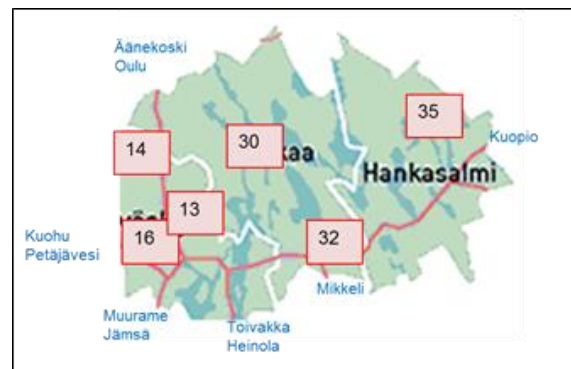 Äänekoski
Oulu
35
Kuopio
30
14
Hankasalmi
13
Kuohu
Petäjävesi
16
32
Mikkeli
Muurame
Jämsä
Toivakka
Heinola